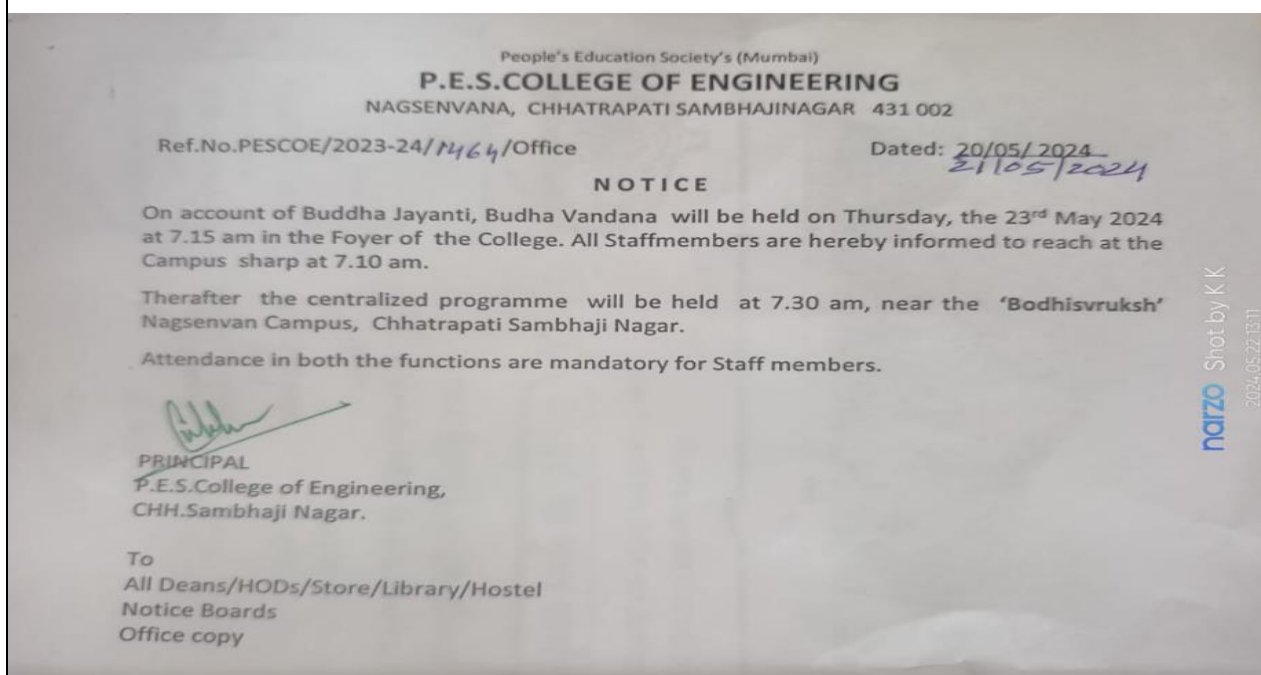 People's Education Society's (Mumbai)
P.E.S.COLLEGE OF ENGINEERING
NAGSENVANA, CHHATRAPATI SAMBHAJINAGAR 431 002
Ref.No.PESCOE/2023-24/1464/Office Dated: 20/05/2024
21/05/2024
NOTICE
On account of Buddha Jayanti, Budha Vandana will be held on Thursday, the 23rd May 2024
at 7.15 am in the Foyer of the College. All Staffmembers are hereby informed to reach at the
Campus sharp at 7.10 am.
Therafter the centralized programme will be held at 7.30 am, near the 'Bodhisvruksh'
Nagsenvan Campus, Chhatrapati Sambhaji Nagar.
Attendance in both the functions are mandatory for Staff members.
PRINCIPAL
P.E.S.College of Engineering,
CHH.Sambhaji Nagar.
To
All Deans/HODs/Store/Library/Hostel
Notice Boards
Office copy
narzo Shot by K K
2024.05.22 13:11